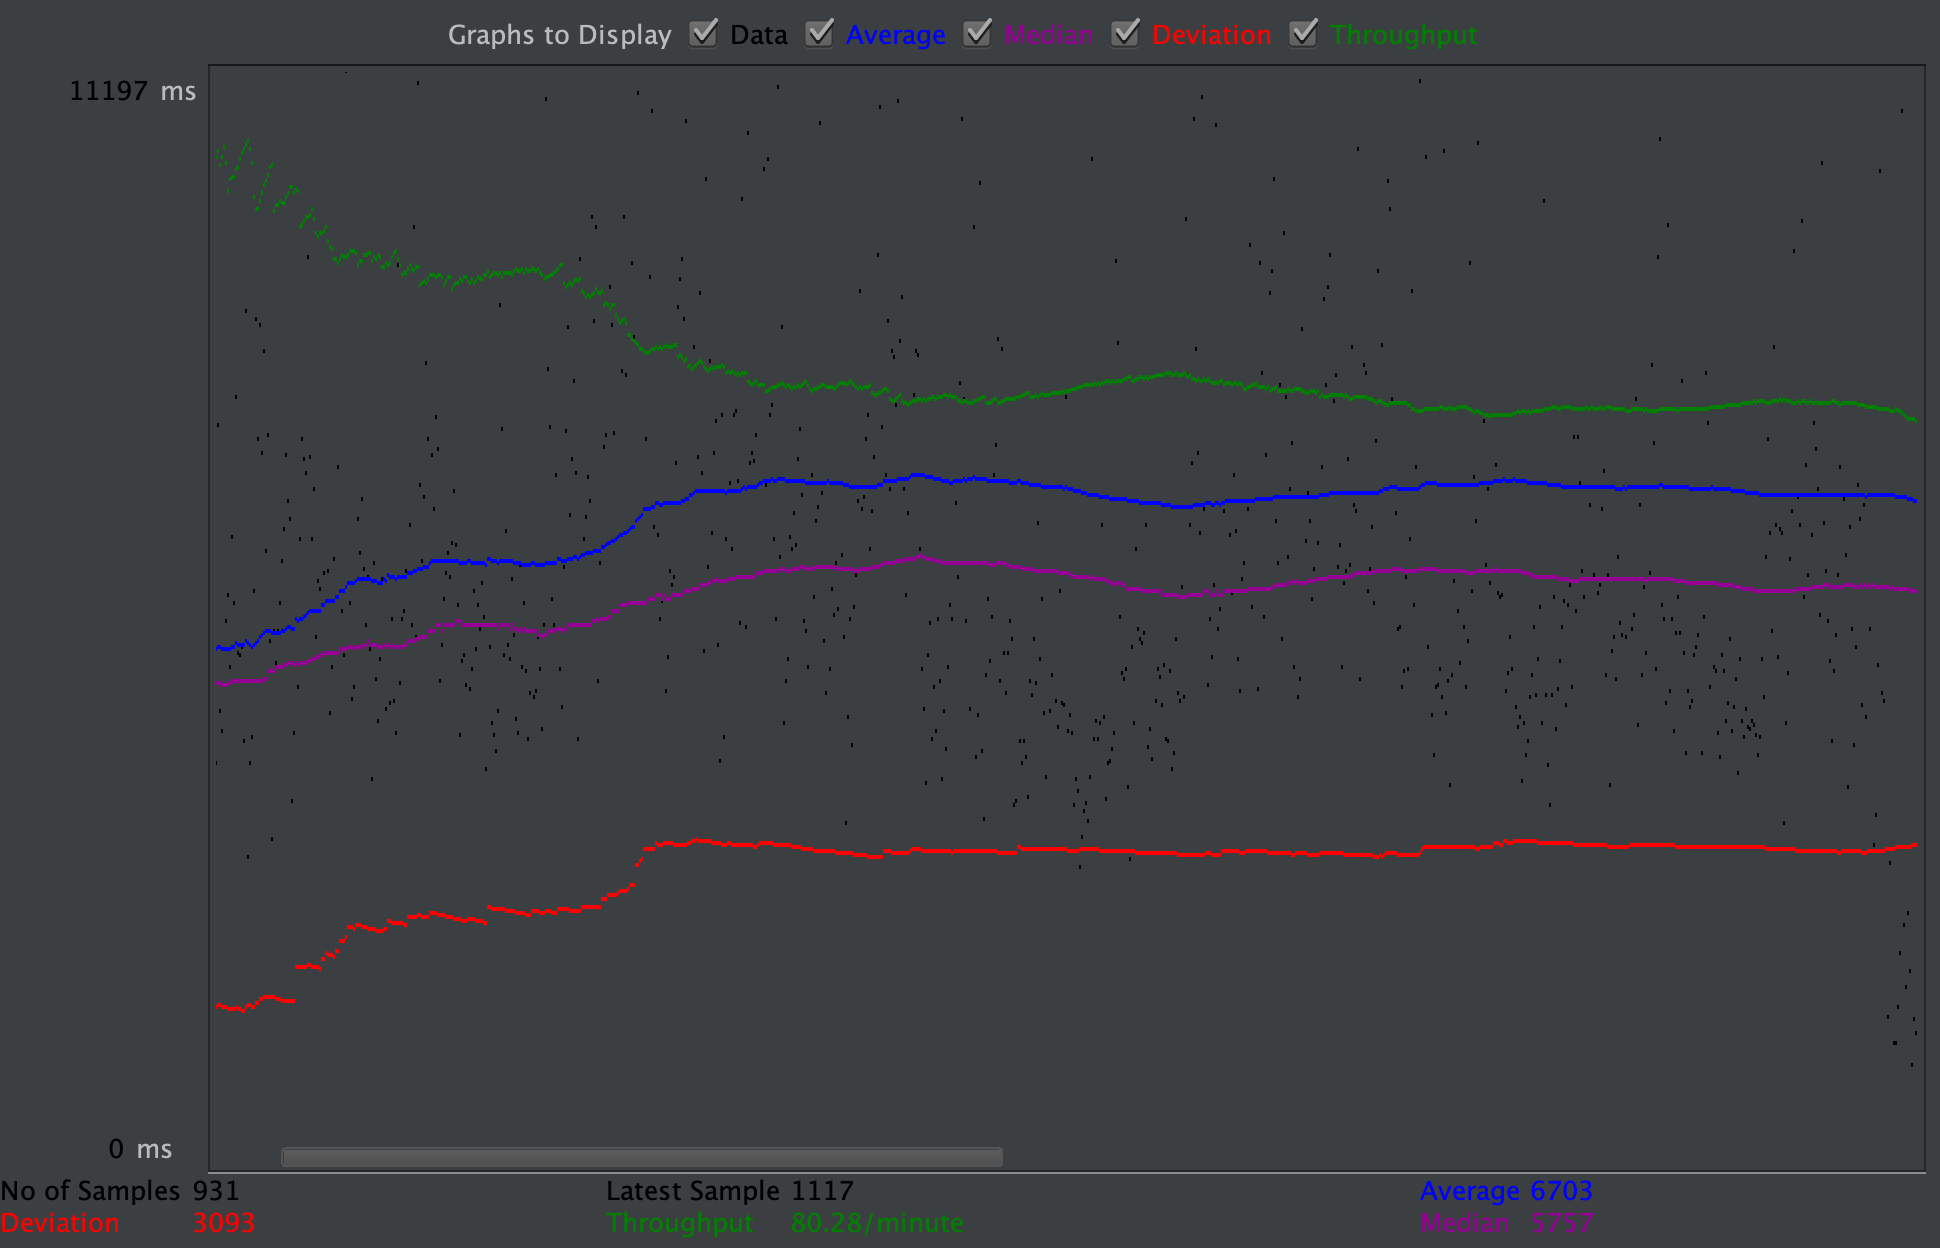 Graphs to Display Data Average Median Deviation Throughput
11197 ms
0 ms
No of Samples 931 Latest Sample 1117 Average 6703
Deviation 3093 Throughput 80.28/minute Median 5757